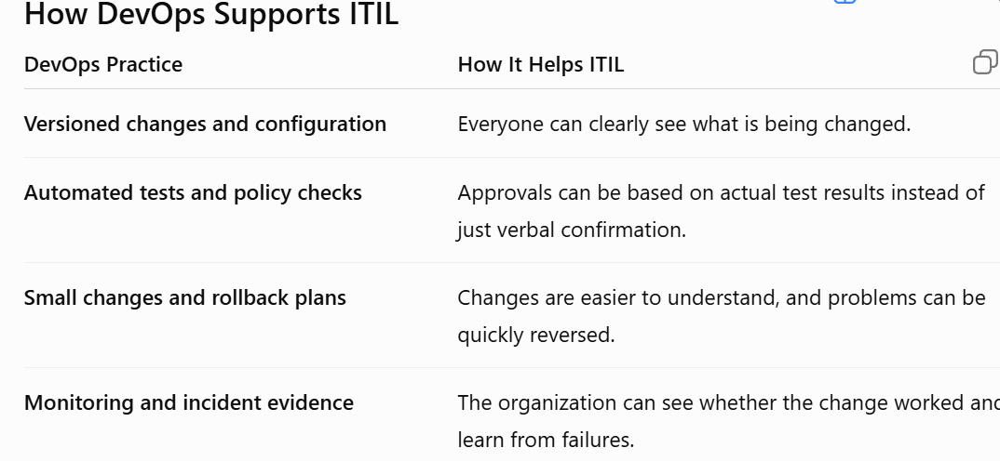 How DevOps Supports ITIL
DevOps Practice How It Helps ITIL
Versioned changes and configuration Everyone can clearly see what is being changed.
Automated tests and policy checks Approvals can be based on actual test results instead of
just verbal confirmation.
Small changes and rollback plans Changes are easier to understand, and problems can be
quickly reversed.
Monitoring and incident evidence The organization can see whether the change worked and
learn from failures.